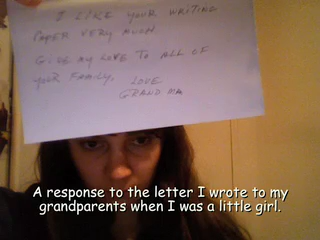 I LIKE YOUR WRITING
PAPER VERY MUCH.
GIVE MY LOVE TO ALL OF
YOUR FAMILY.
LOVE
GRAND MA
A response to the letter I wrote to my
grandparents when I was a little girl.